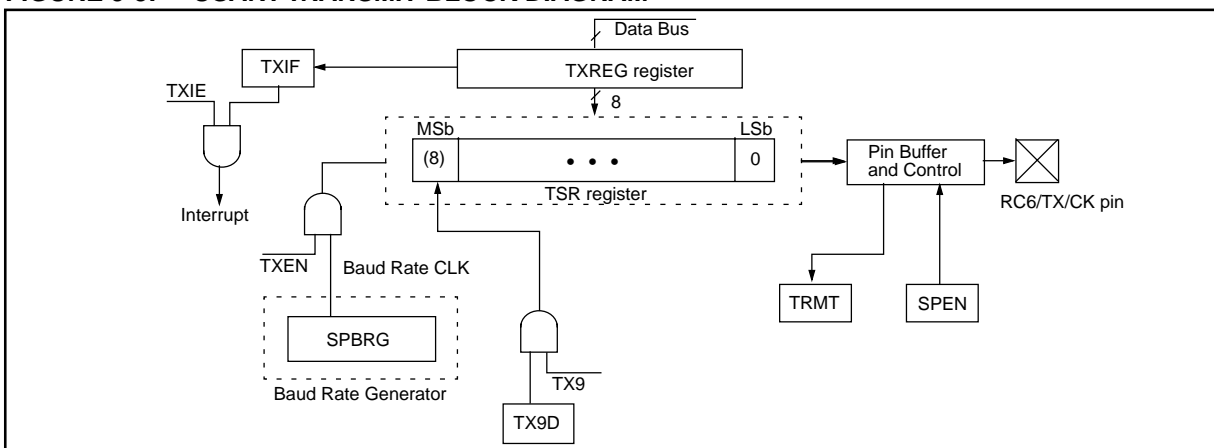 Data Bus
TXIF
TXREG register
TXIE
8
MSb
LSb
(8)
• • •
0
Pin Buffer
and Control
TSR register
Interrupt
RC6/TX/CK pin
TXEN
Baud Rate CLK
TRMT
SPEN
SPBRG
TX9
Baud Rate Generator
TX9D